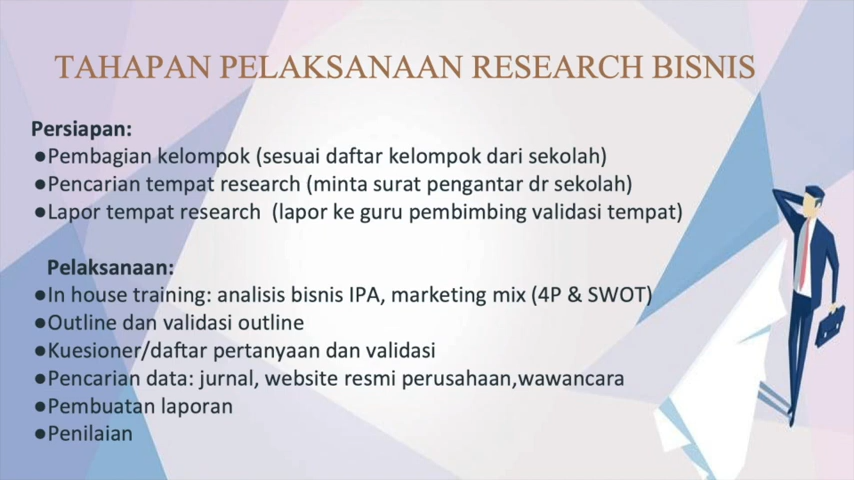 TAHAPAN PELAKSANAAN RESEARCH BISNIS
Persiapan:
●Pembagian kelompok (sesuai daftar kelompok dari sekolah)
●Pencarian tempat research (minta surat pengantar dr sekolah)
●Lapor tempat research  (lapor ke guru pembimbing validasi tempat)
Pelaksanaan:
●In house training: analisis bisnis IPA, marketing mix (4P & SWOT)
●Outline dan validasi outline
●Kuesioner/daftar pertanyaan dan validasi
●Pencarian data: jurnal, website resmi perusahaan,wawancara
●Pembuatan laporan
●Penilaian